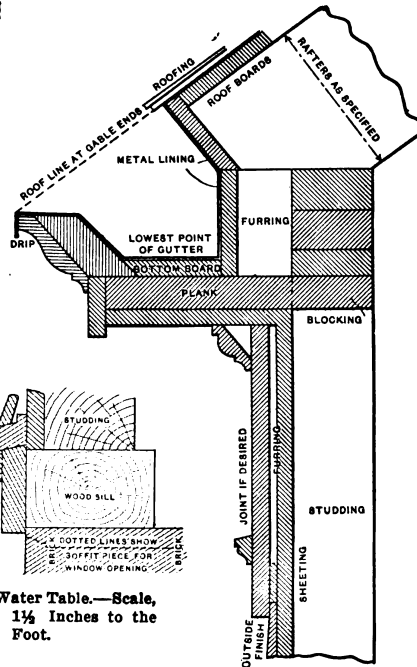 ROOFING
ROOF BOARDS
RAFTERS AS SPECIFIED
ROOF LINE AT GABLE ENDS
METAL LINING
FURRING
DRIP
LOWEST POINT
OF GUTTER
BOTTOM BOARD
PLANK
BLOCKING
STUDDING
WOOD SILL
BRICK
DOTTED LINES SHOW
SOFFIT PIECE FOR
WINDOW OPENING
BRICK
JOINT IF DESIRED
FURRING
STUDDING
SHEETING
OUTSIDE
FINISH
Water Table.—Scale,
1½ Inches to the
Foot.